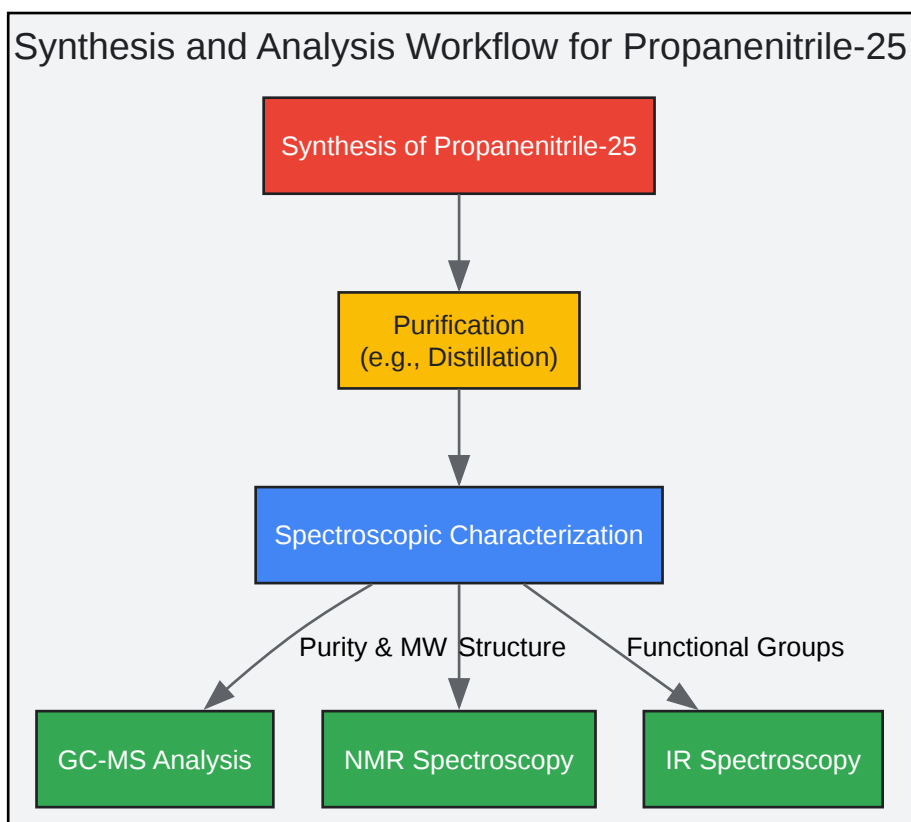 Synthesis and Analysis Workflow for Propanenitrile-25
Synthesis of Propanenitrile-25
Purification
(e.g., Distillation)
Spectroscopic Characterization
Purity & MW
Structure
Functional Groups
GC-MS Analysis
NMR Spectroscopy
IR Spectroscopy